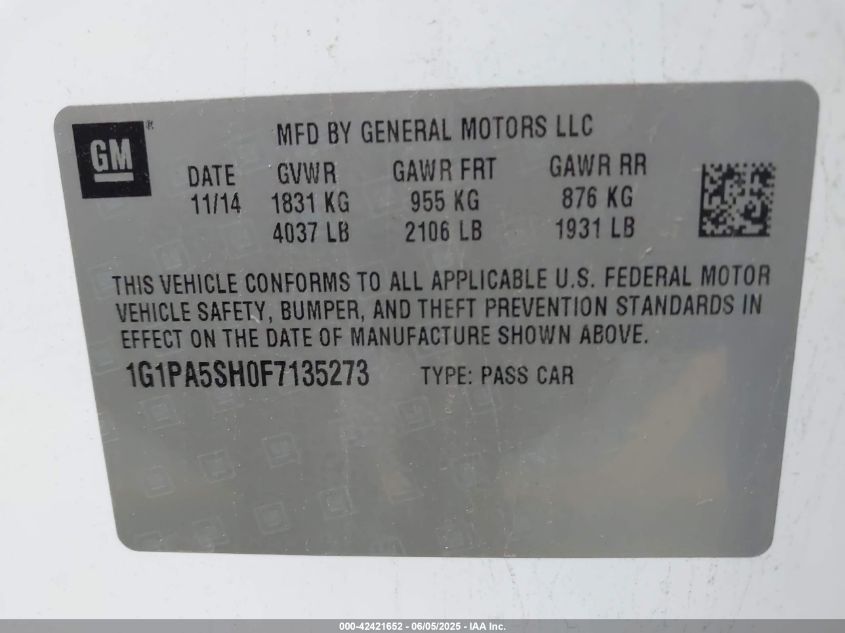 GM®
MFD BY GENERAL MOTORS LLC
DATE GVWR GAWR FRT GAWR RR
11/14 1831 KG 955 KG 876 KG
4037 LB 2106 LB 1931 LB
THIS VEHICLE CONFORMS TO ALL APPLICABLE U.S. FEDERAL MOTOR
VEHICLE SAFETY, BUMPER, AND THEFT PREVENTION STANDARDS IN
EFFECT ON THE DATE OF MANUFACTURE SHOWN ABOVE.
1G1PA5SH0F7135273 TYPE: PASS CAR
000-42421652 - 06/05/2025 - IAA Inc.